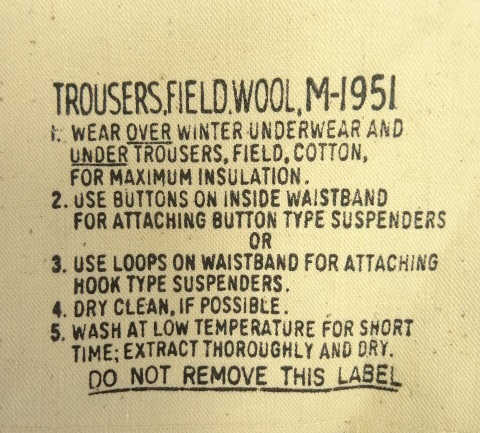 TROUSERS, FIELD, WOOL, M-1951
1. WEAR OVER WINTER UNDERWEAR AND
UNDER TROUSERS, FIELD, COTTON,
FOR MAXIMUM INSULATION.
2. USE BUTTONS ON INSIDE WAISTBAND
FOR ATTACHING BUTTON TYPE SUSPENDERS
OR
3. USE LOOPS ON WAISTBAND FOR ATTACHING
HOOK TYPE SUSPENDERS.
4. DRY CLEAN, IF POSSIBLE.
5. WASH AT LOW TEMPERATURE FOR SHORT
TIME; EXTRACT THOROUGHLY AND DRY.
DO NOT REMOVE THIS LABEL